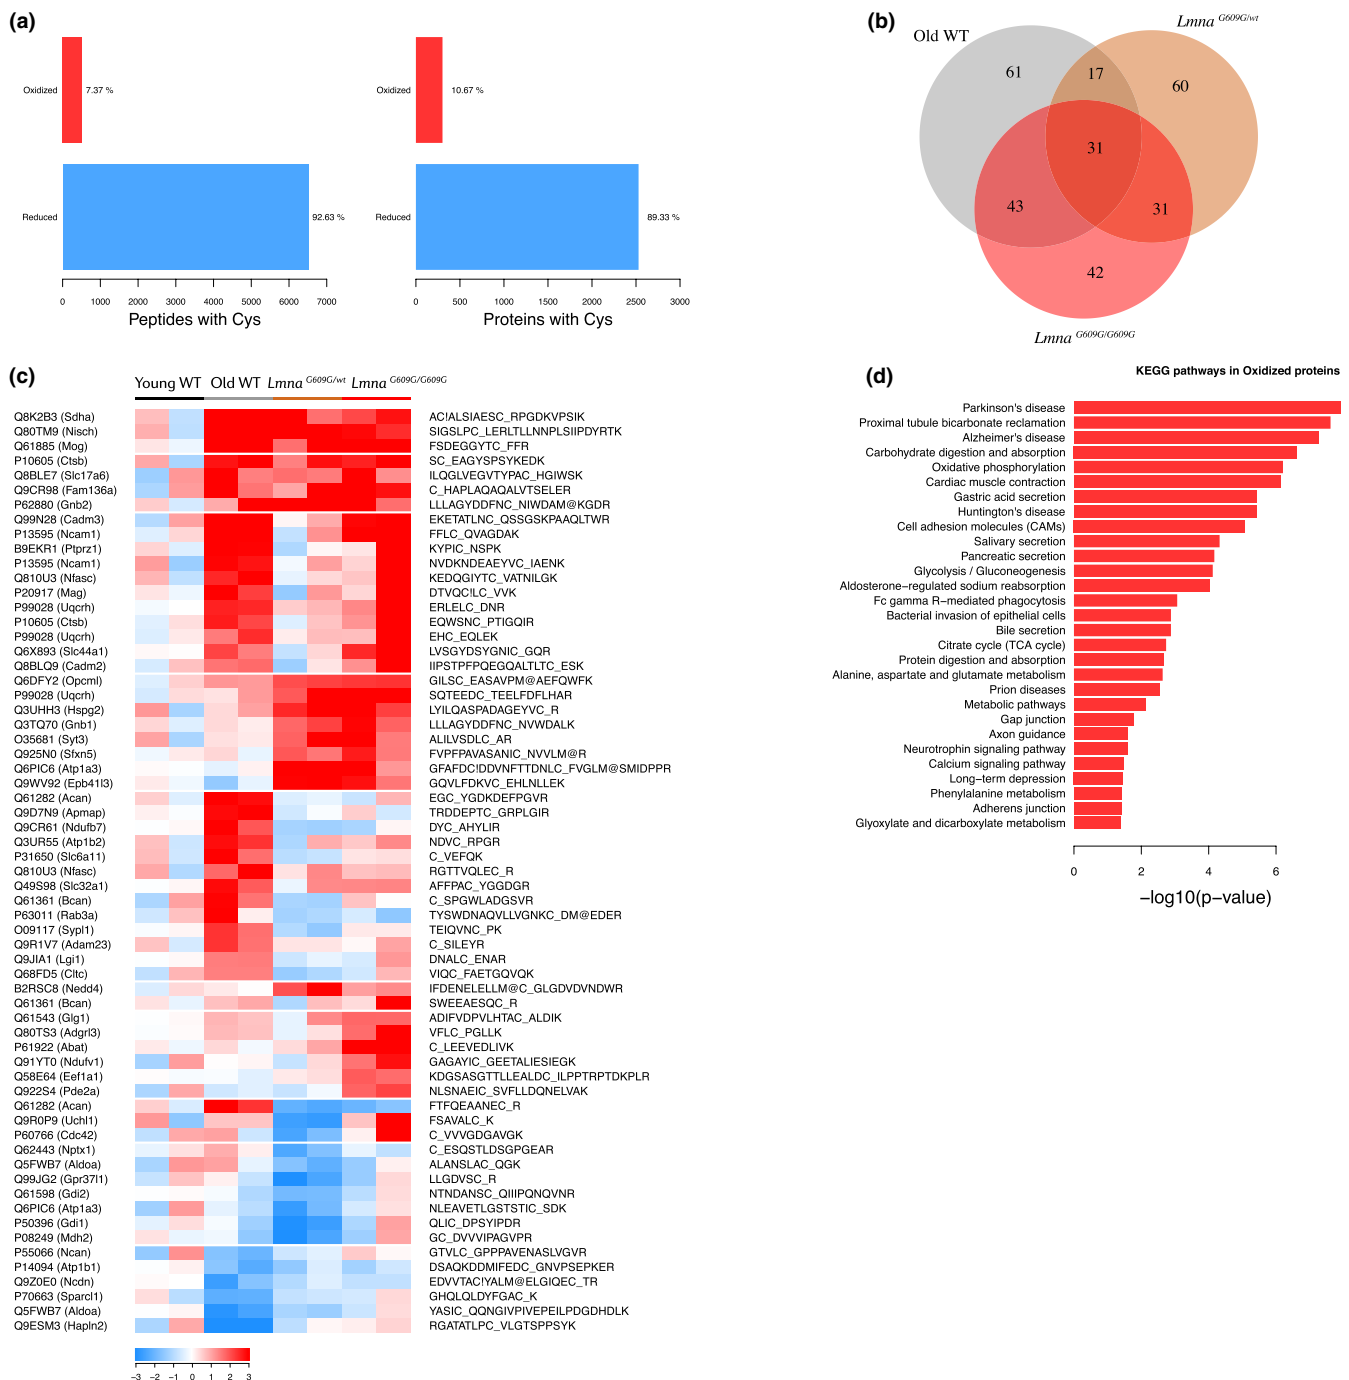 (a)
Oxidized
7.37 %
Reduced
92.63 %
0 1000 2000 3000 4000 5000 6000 7000
Peptides with Cys
Oxidized
10.67 %
Reduced
89.33 %
0 500 1000 1500 2000 2500 3000
Proteins with Cys
(b)
Old WT
Lmna G609G/wt
61
17
60
31
43
31
42
Lmna G609G/G609G
(c)
Young WT Old WT Lmna G609G/wt Lmna G609G/G609G
Q8K2B3 (Sdha) AC!ALSIAESC_RPGDKVPSIK
Q80TM9 (Nisch) SIGSLPC_LERLTLLNNPLSIIPDYRTK
Q61885 (Mog) FSDEGGYTC_FFR
P10605 (Ctsb) SC_EAGYSPSYKEDK
Q8BLE7 (Slc17a6) ILQGLVEGVTYPAC_HGIWSK
Q9CR98 (Fam136a) C_HAPLAQAQALVTSELER
P62880 (Gnb2) LLLAGYDDFNC_NIWDAM@KGDR
Q99N28 (Cadm3) EKETATLNC_QSSGSKPAAQLTWR
P13595 (Ncam1) FFLC_QVAGDAK
B9EKR1 (Ptprz1) KYPIC_NSPK
P13595 (Ncam1) NVDKNDEAEYVC_IAENK
Q810U3 (Nfasc) KEDQGIYTC_VATNILGK
P20917 (Mag) DTVQC!LC_VVK
P99028 (Uqcrh) ERLELC_DNR
P10605 (Ctsb) EQWSNC_PTIGQIR
P99028 (Uqcrh) EHC_EQLEK
Q6X893 (Slc44a1) LVSGYDSYGNIC_GQR
Q8BLQ9 (Cadm2) IIPSTPFPQEGQALTLTC_ESK
Q6DFY2 (Opcml) GILSC_EASAVPM@AEFQWFK
P99028 (Uqcrh) SQTEEDC_TEELFDFLHAR
Q3UHH3 (Hspg2) LYILQASPADAGEYVC_R
Q3TQ70 (Gnb1) LLLAGYDDFNC_NVWDALK
O35681 (Syt3) ALILVSDLC_AR
Q925N0 (Sfxn5) FVPFPAVASANIC_NVVLM@R
Q6PIC6 (Atp1a3) GFAFDC!DDVNFTTDNLC_FVGLM@SMIDPPR
Q9WV92 (Epb41l3) GQVLFDKVC_EHLNLLEK
Q61282 (Acan) EGC_YGDKDEFPGVR
Q9D7N9 (Apmap) TRDDEPTC_GRPLGIR
Q9CR61 (Ndufb7) DYC_AHYLIR
Q3UR55 (Atp1b2) NDVC_RPGR
P31650 (Slc6a11) C_VEFQK
Q810U3 (Nfasc) RGTTVQLEC_R
Q49S98 (Slc32a1) AFFPAC_YGGDGR
Q61361 (Bcan) C_SPGWLADGSVR
P63011 (Rab3a) TYSWDNAQVLLVGNKC_DM@EDER
O09117 (Sypl1) TEIQVNC_PK
Q9R1V7 (Adam23) C_SILEYR
Q9JIA1 (Lgi1) DNALC_ENAR
Q68FD5 (Cltc) VIQC_FAETGQVQK
B2RSC8 (Nedd4) IFDENELELLM@C_GLGDVDVNDWR
Q61361 (Bcan) SWEEAESQC_R
Q61543 (Glg1) ADIFVDPVLHTAC_ALDIK
Q80TS3 (Adgrl3) VFLC_PGLLK
P61922 (Abat) C_LEEVEDLIVK
Q91YT0 (Ndufv1) GAGAYIC_GEETALIESIEGK
Q58E64 (Eef1a1) KDGSASGTTLLEALDC_ILPPTRPTDKPLR
Q922S4 (Pde2a) NLSNAEIC_SVFLLDQNELVAK
Q61282 (Acan) FTFQEAANEC_R
Q9R0P9 (Uchl1) FSAVALC_K
P60766 (Cdc42) C_VVVGDGAVGK
Q62443 (Nptx1) C_ESQSTLDSGPGEAR
Q5FWB7 (Aldoa) ALANSLAC_QGK
Q99JG2 (Gpr37l1) LLGDVSC_R
Q61598 (Gdi2) NTNDANSC_QIIIPQNQVNR
Q6PIC6 (Atp1a3) NLEAVETLGSTSTIC_SDK
P50396 (Gdi1) QLIC_DPSYIPDR
P08249 (Mdh2) GC_DVVVIPAGVPR
P55066 (Ncan) GTVLC_GPPPAVENASLVGVR
P14094 (Atp1b1) DSAQKDDMIFEDC_GNVPSEPKER
Q9Z0E0 (Ncdn) EDVVTAC!YALM@ELGIQEC_TR
P70663 (Sparcl1) GHQLQLDYFGAC_K
Q5FWB7 (Aldoa) YASIC_QQNGIVPIVEPEILPDGDHDLK
Q9ESM3 (Hapln2) RGATATLPC_VLGTSPPSYK
−3 −2 −1 0 1 2 3
(d)
KEGG pathways in Oxidized proteins
Parkinson's disease
Proximal tubule bicarbonate reclamation
Alzheimer's disease
Carbohydrate digestion and absorption
Oxidative phosphorylation
Cardiac muscle contraction
Gastric acid secretion
Huntington's disease
Cell adhesion molecules (CAMs)
Salivary secretion
Pancreatic secretion
Glycolysis / Gluconeogenesis
Aldosterone−regulated sodium reabsorption
Fc gamma R−mediated phagocytosis
Bacterial invasion of epithelial cells
Bile secretion
Citrate cycle (TCA cycle)
Protein digestion and absorption
Alanine, aspartate and glutamate metabolism
Prion diseases
Metabolic pathways
Gap junction
Axon guidance
Neurotrophin signaling pathway
Calcium signaling pathway
Long−term depression
Phenylalanine metabolism
Adherens junction
Glyoxylate and dicarboxylate metabolism
0 2 4 6
−log10(p−value)